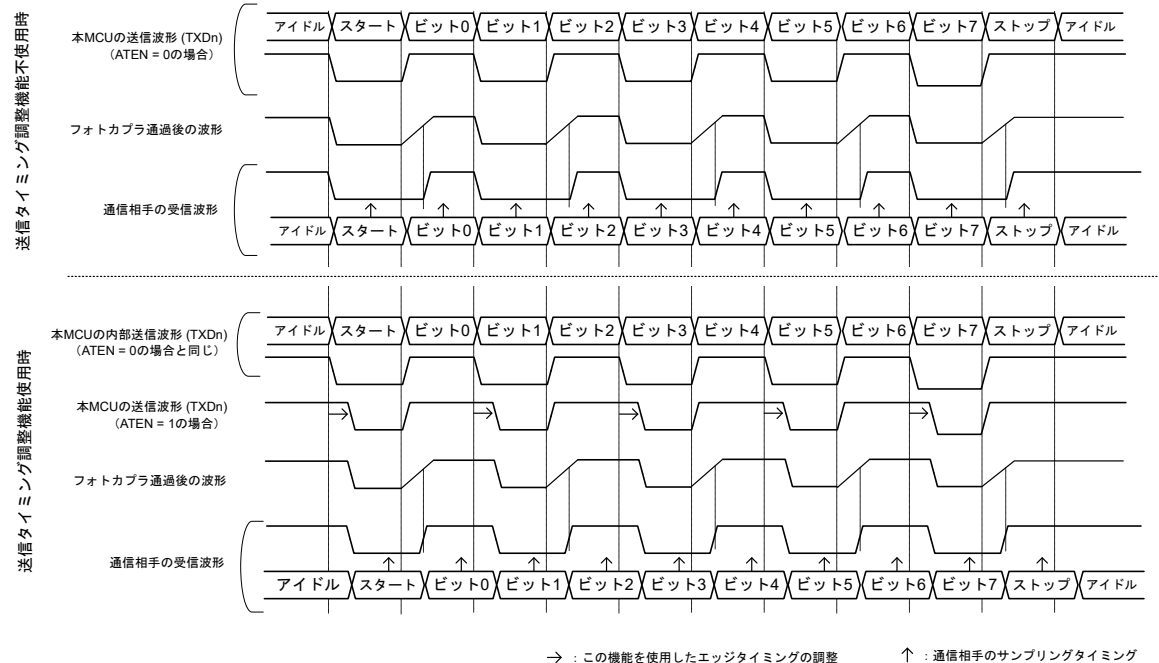 送信タイミング調整機能不使用時
本MCUの送信波形 (TXDn)
（ATEN = 0の場合）
アイドル スタート ビット0 ビット1 ビット2 ビット3 ビット4 ビット5 ビット6 ビット7 ストップ アイドル
フォトカプラ通過後の波形
通信相手の受信波形
アイドル スタート ビット0 ビット1 ビット2 ビット3 ビット4 ビット5 ビット6 ビット7 ストップ アイドル
送信タイミング調整機能使用時
本MCUの内部送信波形 (TXDn)
（ATEN = 0の場合と同じ）
アイドル スタート ビット0 ビット1 ビット2 ビット3 ビット4 ビット5 ビット6 ビット7 ストップ アイドル
本MCUの送信波形 (TXDn)
（ATEN = 1の場合）
フォトカプラ通過後の波形
通信相手の受信波形
アイドル スタート ビット0 ビット1 ビット2 ビット3 ビット4 ビット5 ビット6 ビット7 ストップ アイドル
→ : この機能を使用したエッジタイミングの調整 ↑ : 通信相手のサンプリングタイミング